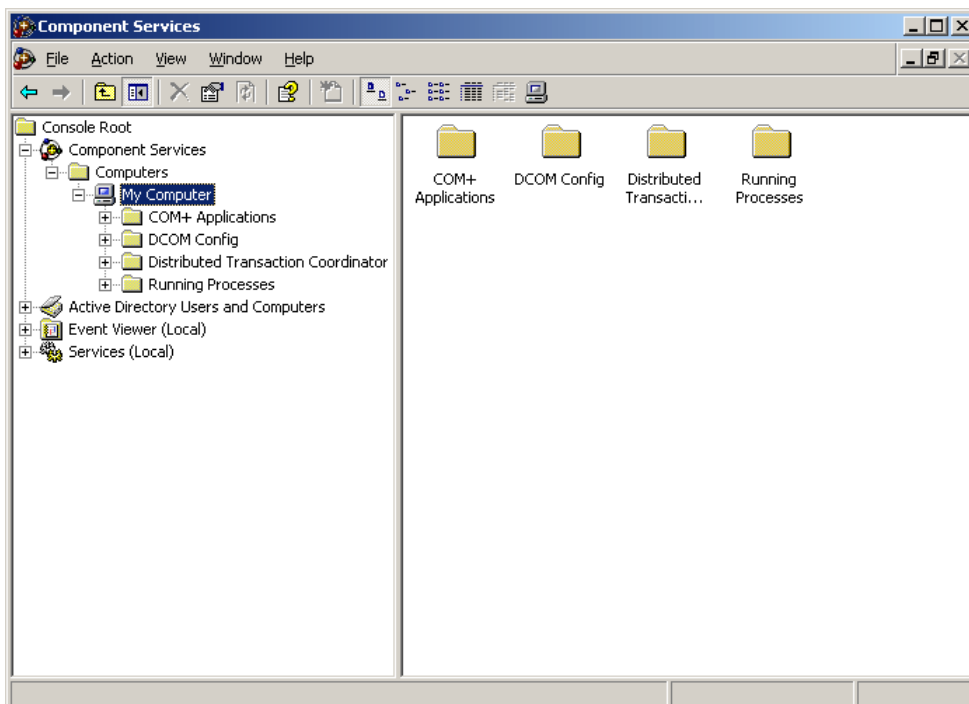 Component Services
File Action View Window Help
Console Root
Component Services
Computers
My Computer
COM+ Applications
DCOM Config
Distributed Transaction Coordinator
Running Processes
Active Directory Users and Computers
Event Viewer (Local)
Services (Local)
COM+
Applications
DCOM Config
Distributed
Transacti...
Running
Processes